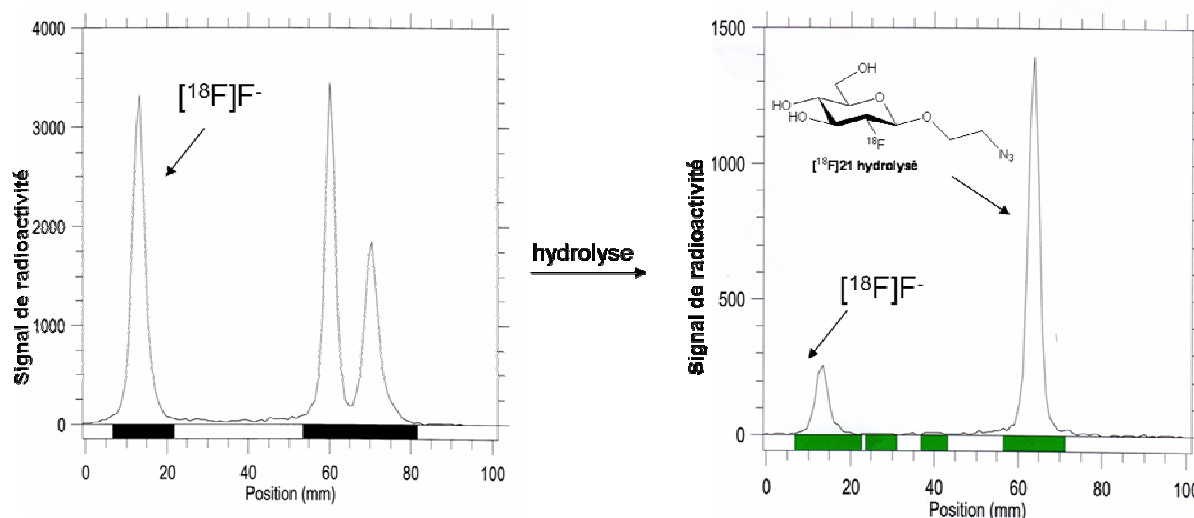 4000
3000
2000
1000
0
Signal de radioactivité
[¹⁸F]F⁻
0 20 40 60 80 100
Position (mm)
hydrolyse
1500
1000
500
0
Signal de radioactivité
OH
HO
HO
O
O
¹⁸F
N₃
[¹⁸F]21 hydrolysé
[¹⁸F]F⁻
0 20 40 60 80 100
Position (mm)